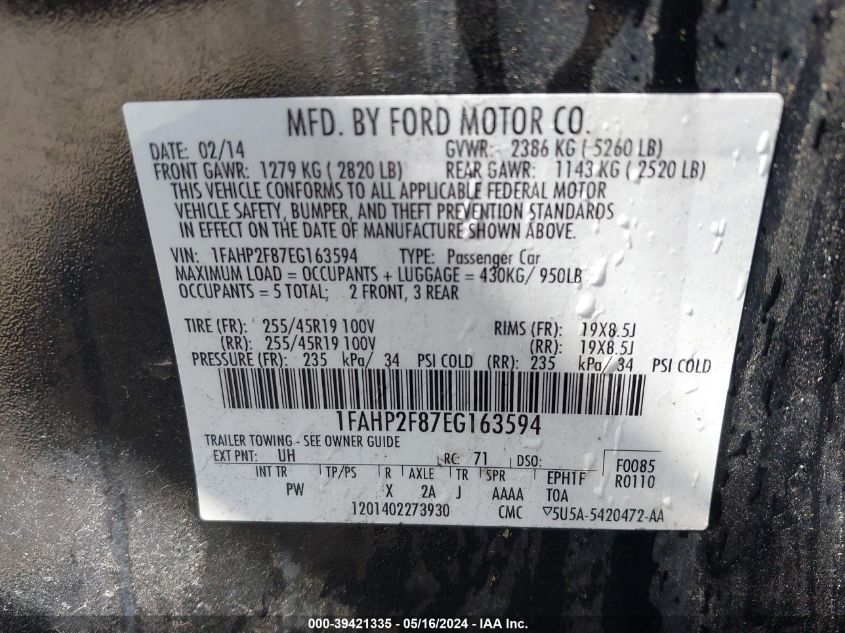 MFD. BY FORD MOTOR CO.
DATE: 02/14 GVWR: 2386 KG ( 5260 LB)
FRONT GAWR: 1279 KG ( 2820 LB) REAR GAWR: 1143 KG ( 2520 LB)
THIS VEHICLE CONFORMS TO ALL APPLICABLE FEDERAL MOTOR
VEHICLE SAFETY, BUMPER, AND THEFT PREVENTION STANDARDS
IN EFFECT ON THE DATE OF MANUFACTURE SHOWN ABOVE.
VIN: 1FAHP2F87EG163594 TYPE: Passenger Car
MAXIMUM LOAD = OCCUPANTS + LUGGAGE = 430KG/ 950LB
OCCUPANTS = 5 TOTAL; 2 FRONT, 3 REAR
TIRE (FR): 255/45R19 100V RIMS (FR): 19X8.5J
(RR): 255/45R19 100V (RR): 19X8.5J
PRESSURE (FR): 235 kPa/ 34 PSI COLD (RR): 235 kPa/ 34 PSI COLD
1FAHP2F87EG163594
TRAILER TOWING - SEE OWNER GUIDE
EXT PNT: UH RC: 71 DSO: F0085
R0110
INT TR TP/PS R AXLE TR SPR EPH1F
PW X 2A J AAAA TOA
1201402273930 CMC ▽5U5A-5420472-AA
000-39421335 - 05/16/2024 - IAA Inc.